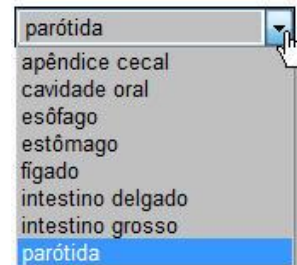 parótida
apêndice cecal
cavidade oral
esôfago
estômago
fígado
intestino delgado
intestino grosso
parótida